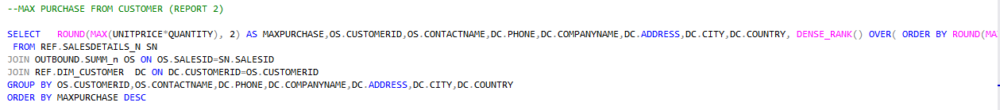 --MAX PURCHASE FROM CUSTOMER (REPORT 2)
SELECT ROUND(MAX(UNITPRICE*QUANTITY), 2) AS MAXPURCHASE,OS.CUSTOMERID,OS.CONTACTNAME,DC.PHONE,DC.COMPANYNAME,DC.ADDRESS,DC.CITY,DC.COUNTRY, DENSE_RANK() OVER( ORDER BY ROUND(MA
FROM REF.SALESDETAILS_N SN
JOIN OUTBOUND.SUMM_n OS ON OS.SALESID=SN.SALESID
JOIN REF.DIM_CUSTOMER DC ON DC.CUSTOMERID=OS.CUSTOMERID
GROUP BY OS.CUSTOMERID,OS.CONTACTNAME,DC.PHONE,DC.COMPANYNAME,DC.ADDRESS,DC.CITY,DC.COUNTRY
ORDER BY MAXPURCHASE DESC